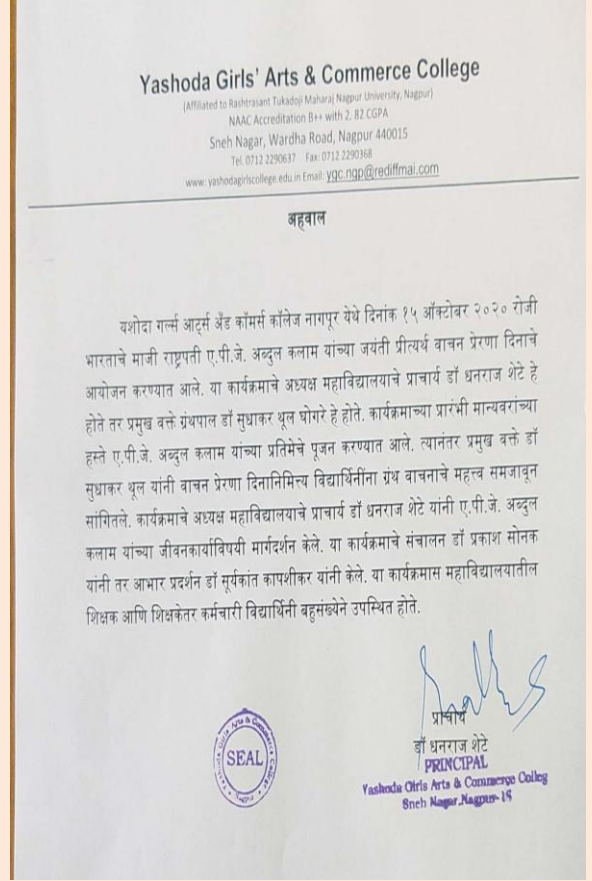 Yashoda Girls' Arts & Commerce College
(Affiliated to Rashtrasant Tukadoji Maharaj Nagpur University, Nagpur)
NAAC Accreditation B++ with 2. 82 CGPA
Sneh Nagar, Wardha Road, Nagpur 440015
Tel. 0712 2290637 Fax: 0712 2290368
www: yashodagirlscollege.edu.in Email: ygc.ngp@rediffmai.com
अहवाल
यशोदा गर्ल्स आर्ट्स अँड कॉमर्स कॉलेज नागपूर येथे दिनांक १५ ऑक्टोबर २०२० रोजी
भारताचे माजी राष्ट्रपती ए.पी.जे. अब्दुल कलाम यांच्या जयंती प्रीत्यर्थ वाचन प्रेरणा दिनाचे
आयोजन करण्यात आले. या कार्यक्रमाचे अध्यक्ष महाविद्यालयाचे प्राचार्य डॉ धनराज शेटे हे
होते तर प्रमुख वक्ते ग्रंथपाल डॉ सुधाकर थूल घोगरे हे होते. कार्यक्रमाच्या प्रारंभी मान्यवरांच्या
हस्ते ए.पी.जे. अब्दुल कलाम यांच्या प्रतिमेचे पूजन करण्यात आले. त्यानंतर प्रमुख वक्ते डॉ
सुधाकर थूल यांनी वाचन प्रेरणा दिनानिमित्य विद्यार्थिनींना ग्रंथ वाचनाचे महत्त्व समजावून
सांगितले. कार्यक्रमाचे अध्यक्ष महाविद्यालयाचे प्राचार्य डॉ धनराज शेटे यांनी ए.पी.जे. अब्दुल
कलाम यांच्या जीवनकार्याविषयी मार्गदर्शन केले. या कार्यक्रमाचे संचालन डॉ प्रकाश सोनक
यांनी तर आभार प्रदर्शन डॉ सूर्यकांत कापशीकर यांनी केले. या कार्यक्रमास महाविद्यालयातील
शिक्षक आणि शिक्षकेतर कर्मचारी विद्यार्थिनी बहुसंख्येने उपस्थित होते.
प्राचार्य
डॉ धनराज शेटे
PRINCIPAL
Yashoda Girls Arts & Commerce Colleg
Sneh Nagar,Nagpur-15
Yashoda Girls Arts & Commerce College
SEAL